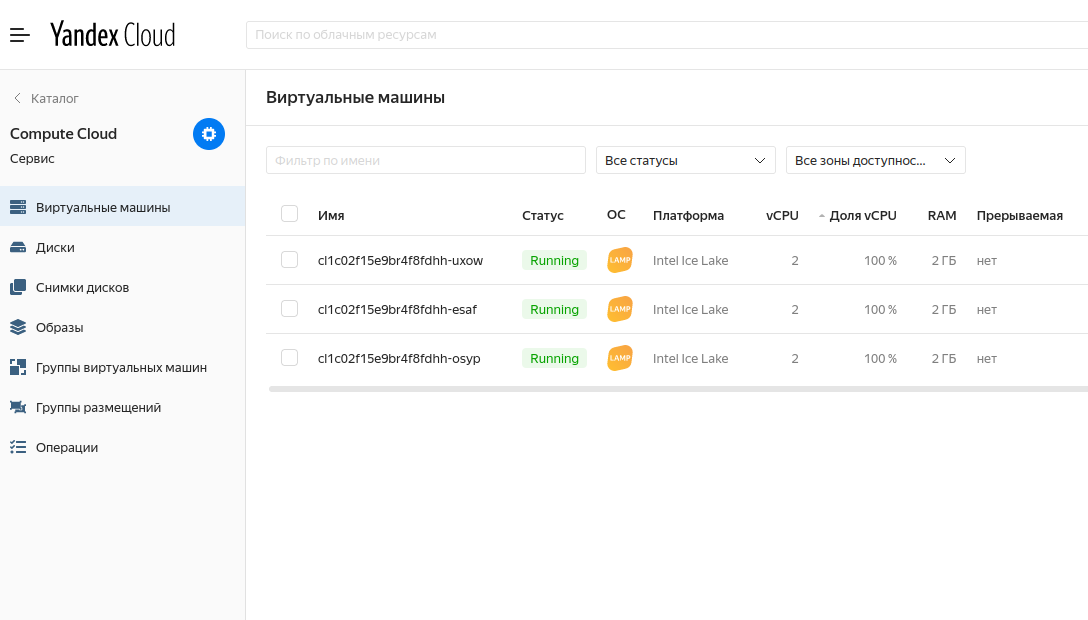 Yandex Cloud
Поиск по облачным ресурсам
Каталог
Compute Cloud
Сервис
Виртуальные машины
Диски
Снимки дисков
Образы
Группы виртуальных машин
Группы размещений
Операции
Виртуальные машины
Фильтр по имени
Все статусы
Все зоны доступнос...
Имя Статус ОС Платформа vCPU Доля vCPU RAM Прерываемая
cl1c02f15e9br4f8fdhh-uxow Running LAMP Intel Ice Lake 2 100 % 2 ГБ нет
cl1c02f15e9br4f8fdhh-esaf Running LAMP Intel Ice Lake 2 100 % 2 ГБ нет
cl1c02f15e9br4f8fdhh-osyp Running LAMP Intel Ice Lake 2 100 % 2 ГБ нет